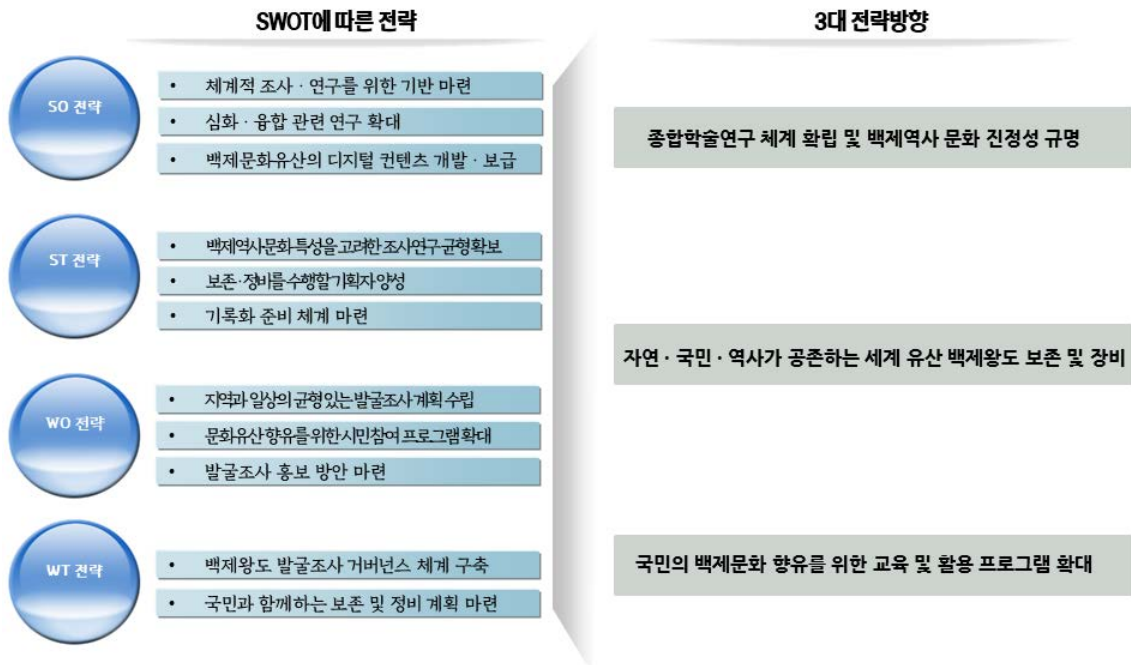 SWOT에 따른 전략
3대 전략방향
SO 전략
• 체계적 조사 · 연구를 위한 기반 마련
• 심화 · 융합 관련 연구 확대
• 백제문화유산의 디지털 컨텐츠 개발 · 보급
ST 전략
• 백제역사문화 특성을 고려한 조사연구 균형확보
• 보존·정비를 수행할 기획자 양성
• 기록화 준비 체계 마련
WO 전략
• 지역과 일상의 균형 있는 발굴조사 계획 수립
• 문화유산 향유를 위한 시민참여 프로그램 확대
• 발굴조사 홍보 방안 마련
WT 전략
• 백제왕도 발굴조사 거버넌스 체계 구축
• 국민과 함께하는 보존 및 정비 계획 마련
종합학술연구 체계 확립 및 백제역사 문화 진정성 규명
자연 · 국민 · 역사가 공존하는 세계 유산 백제왕도 보존 및 장비
국민의 백제문화 향유를 위한 교육 및 활용 프로그램 확대